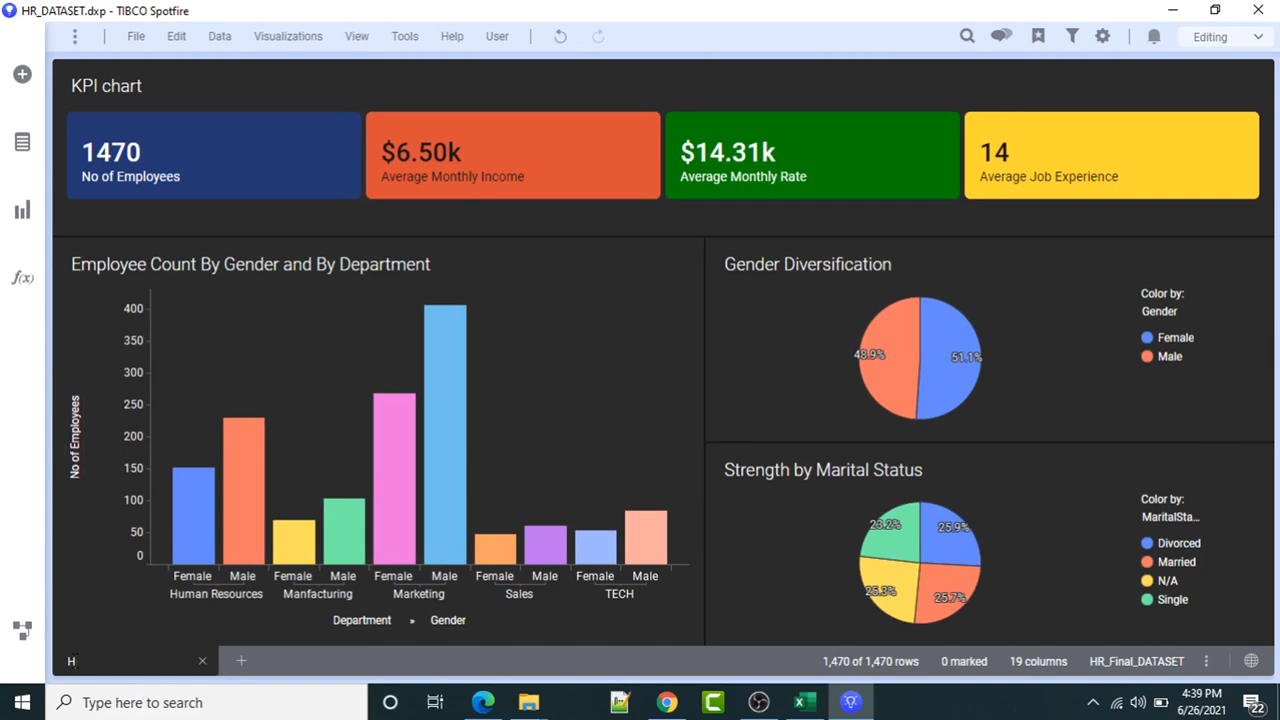 HR_DATASET.dxp - TIBCO Spotfire
File Edit Data Visualizations View Tools Help User Editing
KPI chart
1470
No of Employees
$6.50k
Average Monthly Income
$14.31k
Average Monthly Rate
14
Average Job Experience
f(x)
Employee Count By Gender and By Department
No of Employees
400
350
300
250
200
150
100
50
0
Female Male Female Male Female Male Female Male Female Male
Human Resources Manfacturing Marketing Sales TECH
Department » Gender
Gender Diversification
48.9%
51.1%
Color by:
Gender
Female
Male
Strength by Marital Status
23.2%
25.9%
25.3%
25.7%
Color by:
MaritalSta...
Divorced
Married
N/A
Single
H
1,470 of 1,470 rows 0 marked 19 columns HR_Final_DATASET
Type here to search
4:39 PM
6/26/2021
22